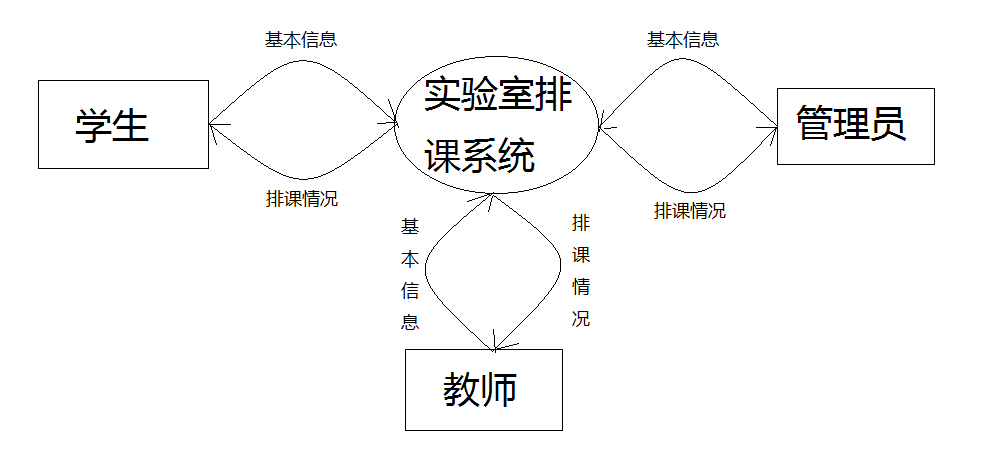 基本信息
基本信息
学生
实验室排
课系统
管理员
排课情况
排课情况
基本信息
排课情况
教师